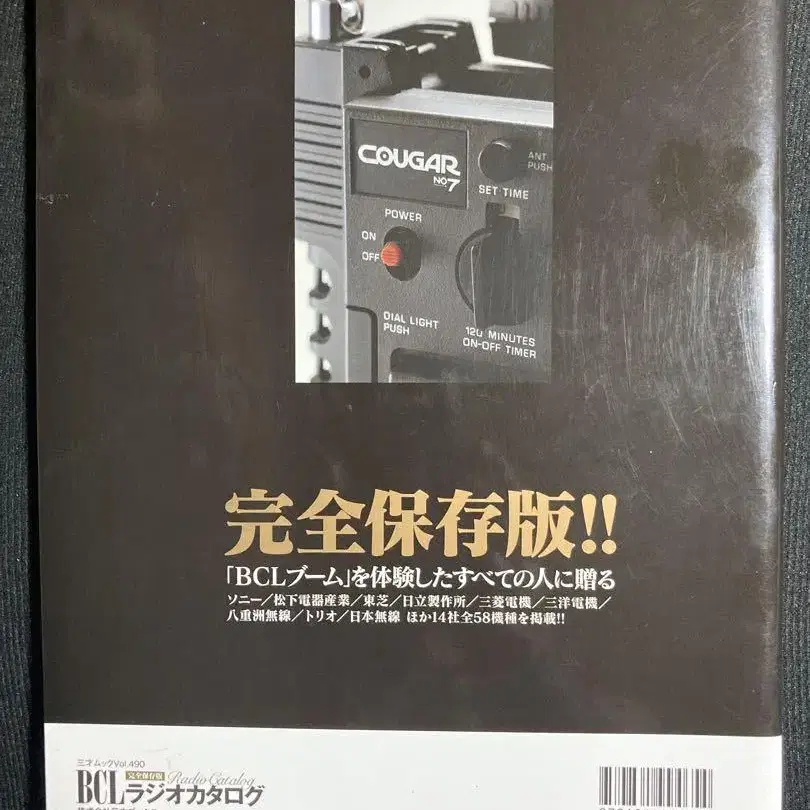 COUGAR
NO7
ANT
PUSH
SET TIME
POWER
ON
OFF
DIAL LIGHT
PUSH
120 MINUTES
ON-OFF TIMER
完全保存版!!
「BCLブーム」を体験したすべての人に贈る
ソニー/松下電器産業/東芝/日立製作所/三菱電機/三洋電機/
八重洲無線/トリオ/日本無線 ほか14社全58機種を掲載!!
三才ムックVol.490
完全保存版 Radio Catalog
BCLラジオカタログ